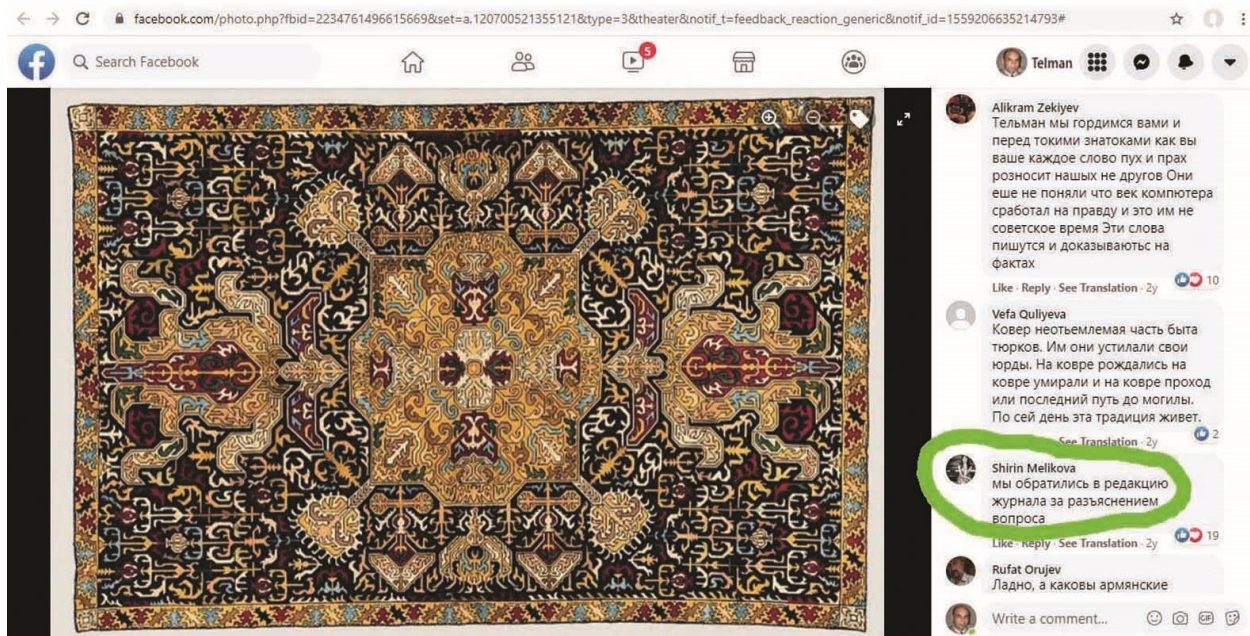 facebook.com/photo.php?fbid=2234761496615669&set=a.120700521355121&type=3&theater&notif_t=feedback_reaction_generic&notif_id=1559206635214793#
Search Facebook
5
Telman
Alikram Zekiyev
Тельман мы гордимся вами и
перед токими знатоками как вы
ваше каждое слово пух и прах
розносит нашых не другов Они
еше не поняли что век компютера
сработал на правду и это им не
советское время Эти слова
пишутся и доказываютьс на
фактах
Like · Reply · See Translation · 2y
10
Vefa Quliyeva
Ковер неотьемлемая часть быта
тюрков. Им они устилали свои
юрды. На ковре рождались на
ковре умирали и на ковре проход
или последний путь до могилы.
По сей день эта традиция живет.
See Translation · 2y
2
Shirin Melikova
мы обратились в редакцию
журнала за разъяснением
вопроса
Like · Reply · See Translation · 2y
19
Rufat Orujev
Ладно, а каковы армянские
Write a comment...
GIF